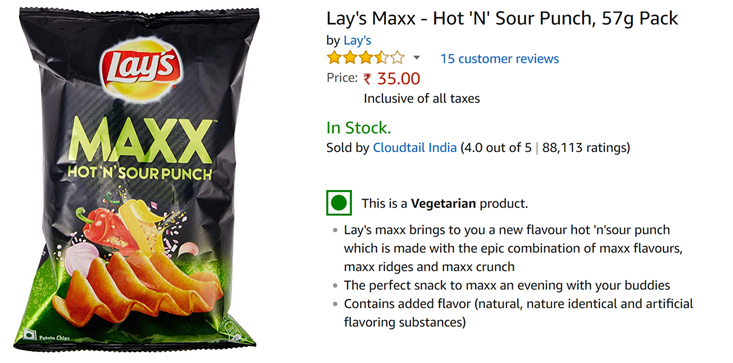 Lay's
MAXX™
HOT 'N' SOUR PUNCH
Potato Chips
Lay's Maxx - Hot 'N' Sour Punch, 57g Pack
by Lay's
15 customer reviews
Price: ₹ 35.00
Inclusive of all taxes
In Stock.
Sold by Cloudtail India (4.0 out of 5 | 88,113 ratings)
This is a Vegetarian product.
• Lay's maxx brings to you a new flavour hot 'n'sour punch
which is made with the epic combination of maxx flavours,
maxx ridges and maxx crunch
• The perfect snack to maxx an evening with your buddies
• Contains added flavor (natural, nature identical and artificial
flavoring substances)